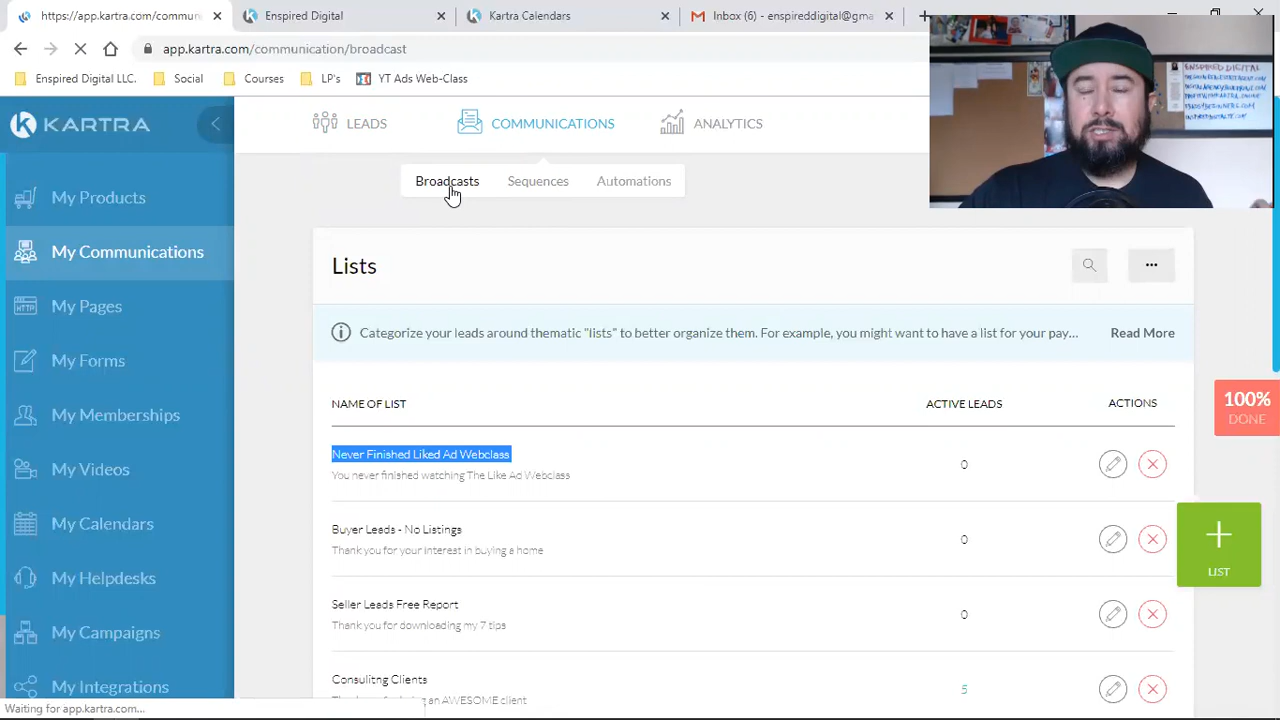 https://app.kartra.com/commun
Enspired Digital
Kartra Calendars
Inbox (6) - enspireddigital@gma
app.kartra.com/communication/broadcast
Enspired Digital LLC.
Social
Courses
LP's
YT Ads Web-Class
ENSPIRED DIGITAL
KARTRA
LEADS
COMMUNICATIONS
ANALYTICS
Broadcasts
Sequences
Automations
My Products
My Communications
My Pages
My Forms
My Memberships
My Videos
My Calendars
My Helpdesks
My Campaigns
My Integrations
Lists
Categorize your leads around thematic "lists" to better organize them. For example, you might want to have a list for your pay...
Read More
NAME OF LIST
ACTIVE LEADS
ACTIONS
Never Finished Liked Ad Webclass
You never finished watching The Like Ad Webclass
0
Buyer Leads - No Listings
Thank you for your interest in buying a home
0
Seller Leads Free Report
Thank you for downloading my 7 tips
0
Consulitng Clients
an AWESOME client
5
100%
DONE
LIST
Waiting for app.kartra.com...